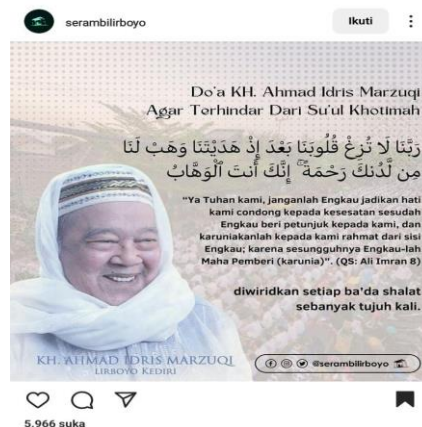 serambilirboyo
Ikuti
Do'a KH. Ahmad Idris Marzuqi
Agar Terhindar Dari Su'ul Khotimah
رَبَّنَا لَا تُزِغْ قُلُوبَنَا بَعْدَ إِذْ هَدَيْتَنَا وَهَبْ لَنَا
مِن لَّدُنكَ رَحْمَةً ۚ إِنَّكَ أَنتَ ٱلْوَهَّابُ
"Ya Tuhan kami, janganlah Engkau jadikan hati
kami condong kepada kesesatan sesudah
Engkau beri petunjuk kepada kami, dan
karuniakanlah kepada kami rahmat dari sisi
Engkau; karena sesungguhnya Engkau-lah
Maha Pemberi (karunia)". (QS: Ali Imran 8)
diwiridkan setiap ba'da shalat
sebanyak tujuh kali.
KH. AHMAD IDRIS MARZUQI
LIRBOYO KEDIRI
@serambilirboyo
5.966 suka